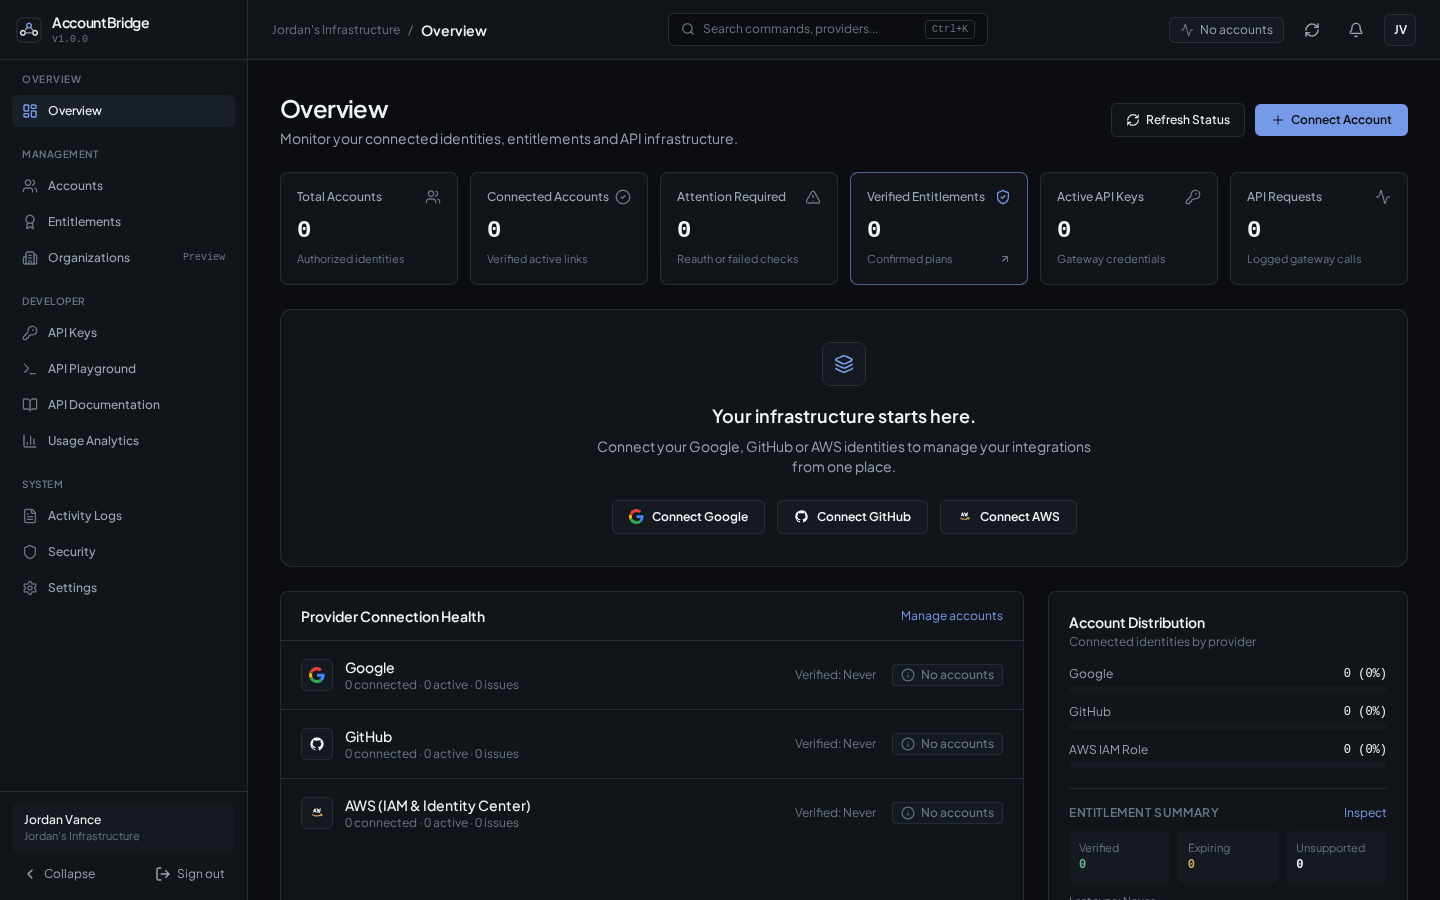 AccountBridge
v1.0.0
Jordan's Infrastructure / Overview
Search commands, providers... Ctrl+K
No accounts
JV
OVERVIEW
Overview
MANAGEMENT
Accounts
Entitlements
Organizations Preview
DEVELOPER
API Keys
API Playground
API Documentation
Usage Analytics
SYSTEM
Activity Logs
Security
Settings
Jordan Vance
Jordan's Infrastructure
Collapse Sign out
Overview
Monitor your connected identities, entitlements and API infrastructure.
Refresh Status
Connect Account
Total Accounts
0
Authorized identities
Connected Accounts
0
Verified active links
Attention Required
0
Reauth or failed checks
Verified Entitlements
0
Confirmed plans
Active API Keys
0
Gateway credentials
API Requests
0
Logged gateway calls
Your infrastructure starts here.
Connect your Google, GitHub or AWS identities to manage your integrations
from one place.
Connect Google
Connect GitHub
Connect AWS
Provider Connection Health Manage accounts
Google
0 connected · 0 active · 0 issues
Verified: Never No accounts
GitHub
0 connected · 0 active · 0 issues
Verified: Never No accounts
AWS (IAM & Identity Center)
0 connected · 0 active · 0 issues
Verified: Never No accounts
Account Distribution
Connected identities by provider
Google 0 (0%)
GitHub 0 (0%)
AWS IAM Role 0 (0%)
ENTITLEMENT SUMMARY Inspect
Verified
0
Expiring
0
Unsupported
0